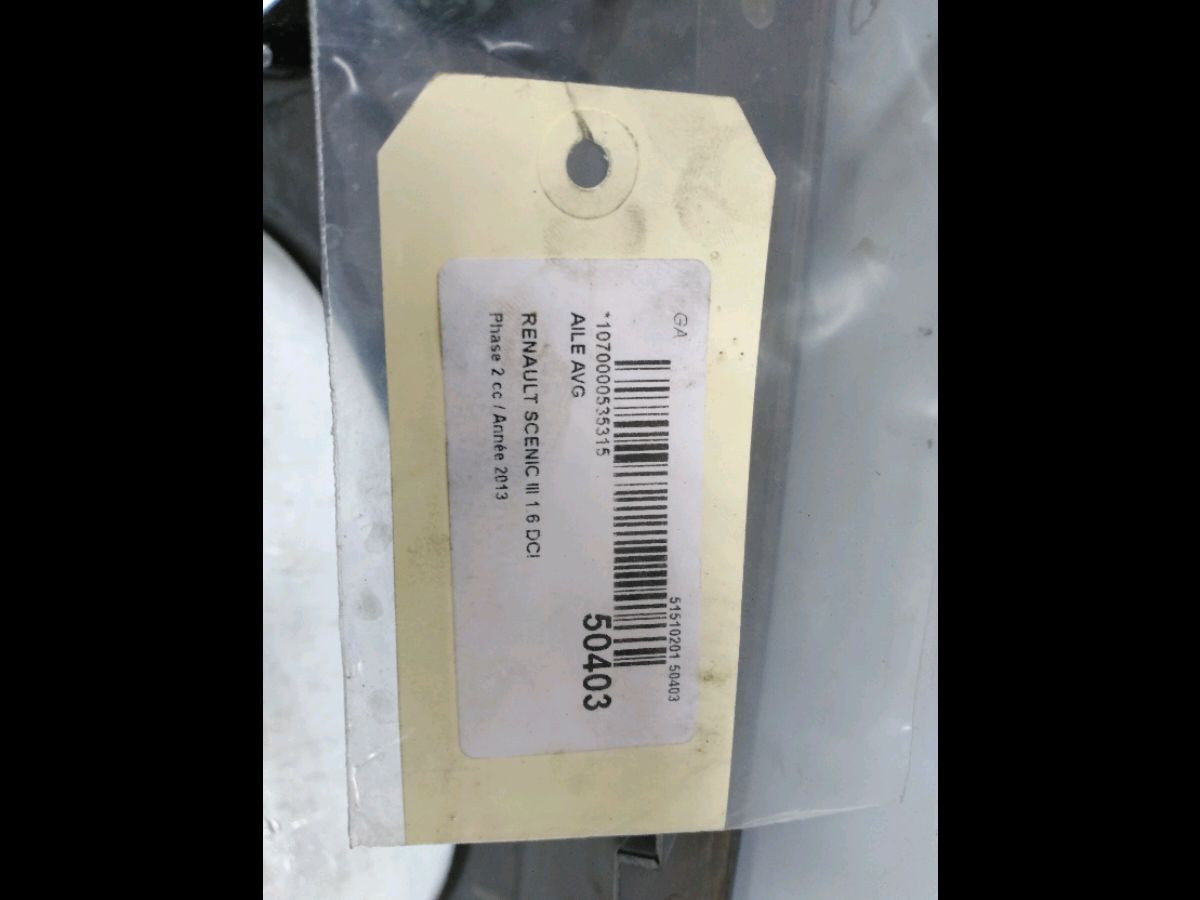 GA
51510201 50403
*1070000535315
50403
AILE AVG
RENAULT SCENIC III 1.6 DCI
Phase 2 cc / Année 2013